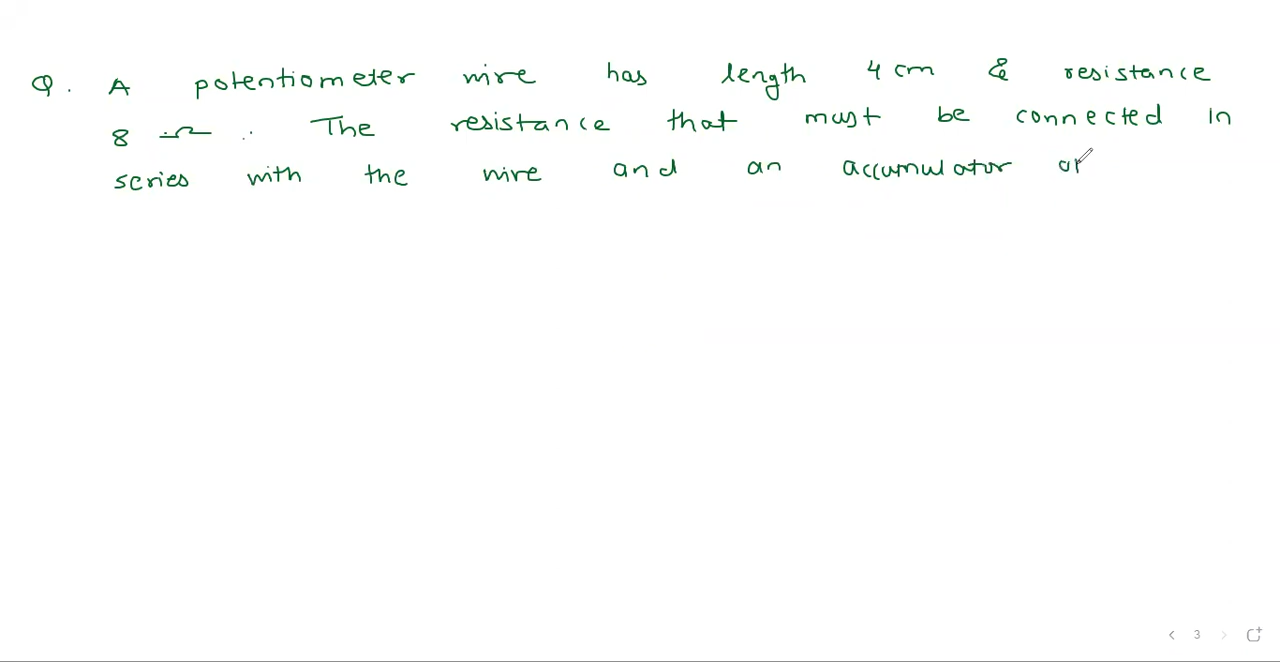 Q. A potentiometer wire has length 4 cm & resistance
8 Ω. The resistance that must be connected in
series with the wire and an accumulator of
3